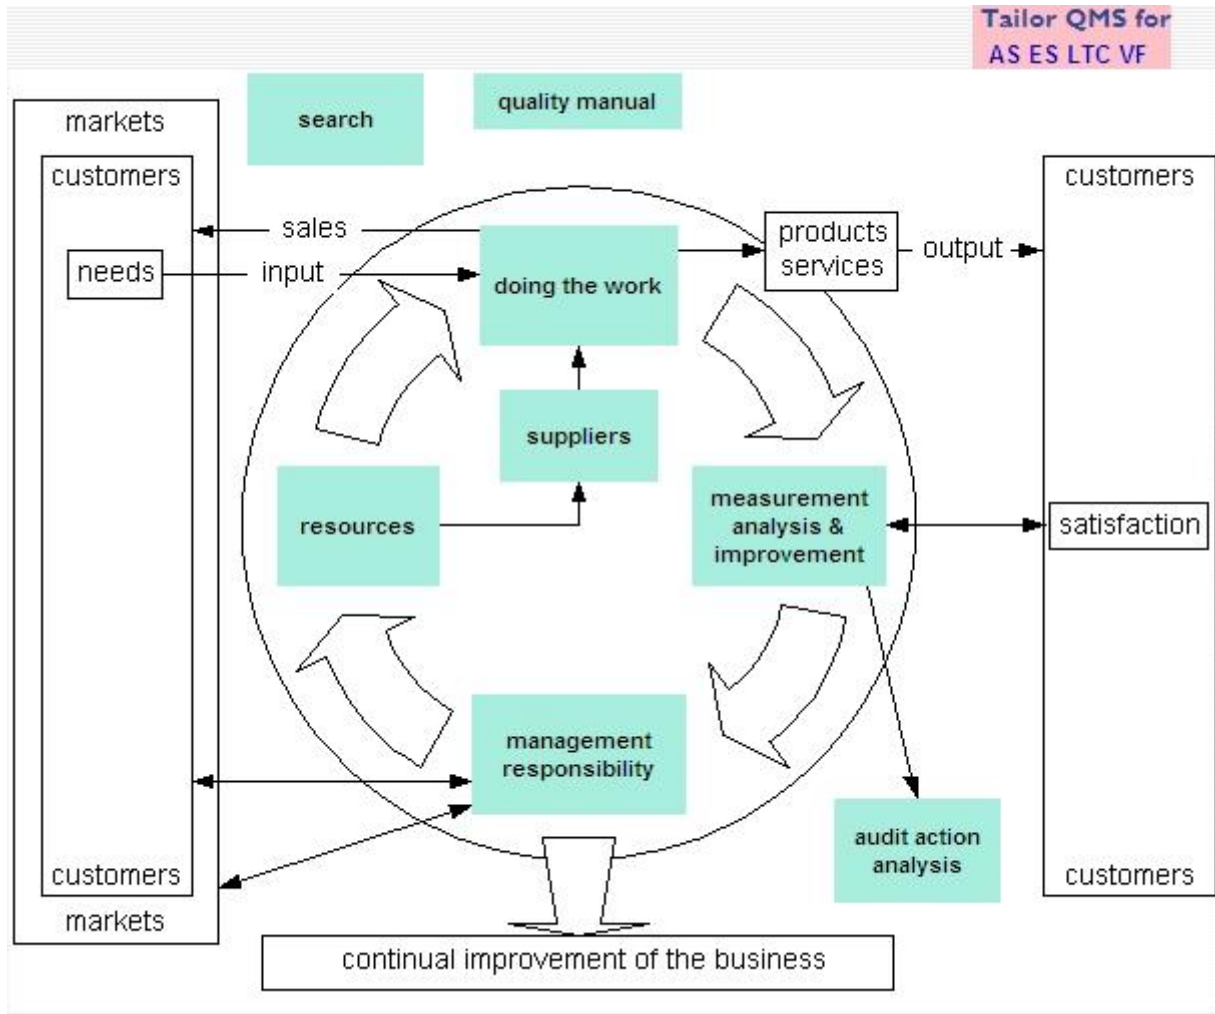 Tailor QMS for
AS ES LTC VF
search
quality manual
markets
customers
customers
sales
products
services
output
needs
input
doing the work
suppliers
resources
measurement
analysis &
improvement
satisfaction
management
responsibility
audit action
analysis
customers
customers
markets
continual improvement of the business